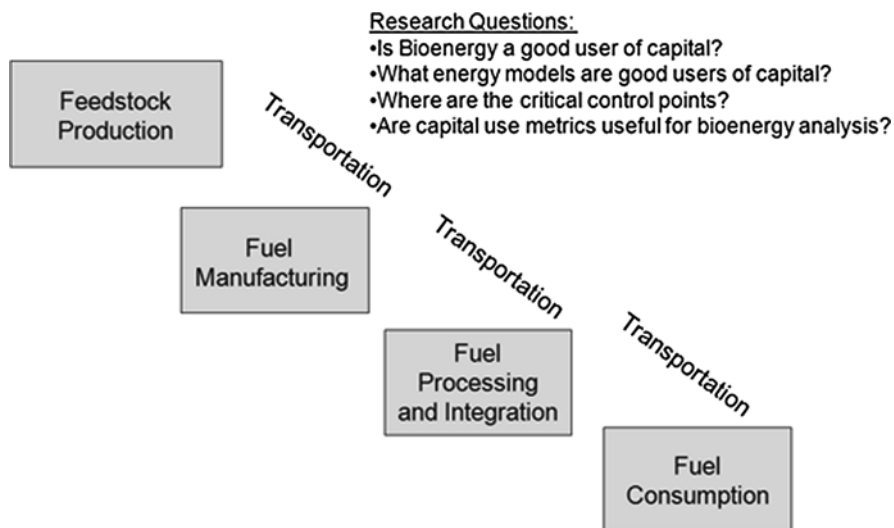 Research Questions:
•Is Bioenergy a good user of capital?
•What energy models are good users of capital?
•Where are the critical control points?
•Are capital use metrics useful for bioenergy analysis?
Feedstock
Production
Transportation
Fuel
Manufacturing
Transportation
Fuel
Processing
and Integration
Transportation
Fuel
Consumption